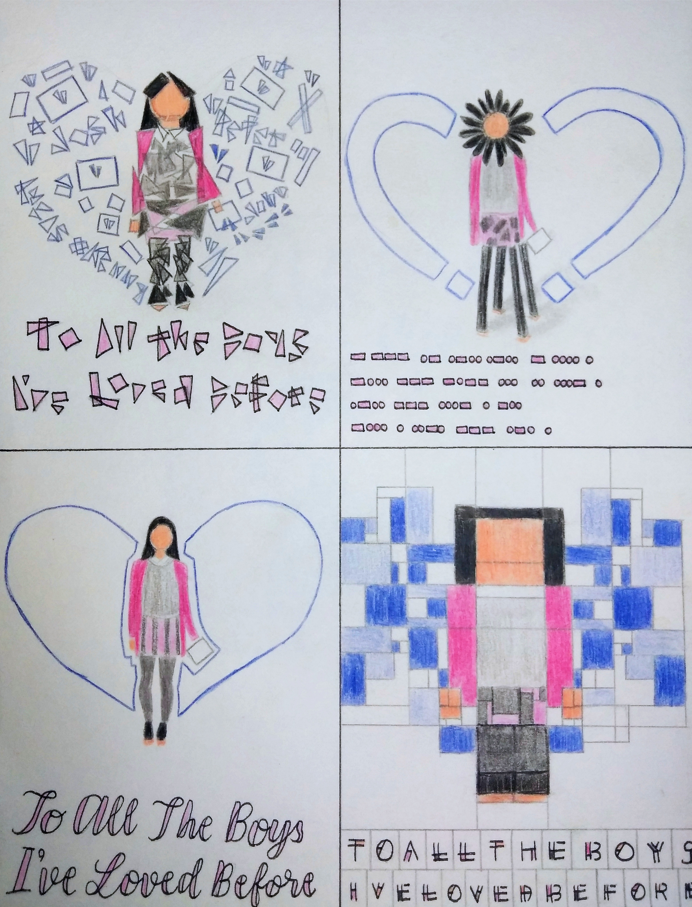 To All the Boys
I've Loved Before
To All The Boys
I've Loved Before
TOALLTHEBOYS
IVELOVEDBEFOR